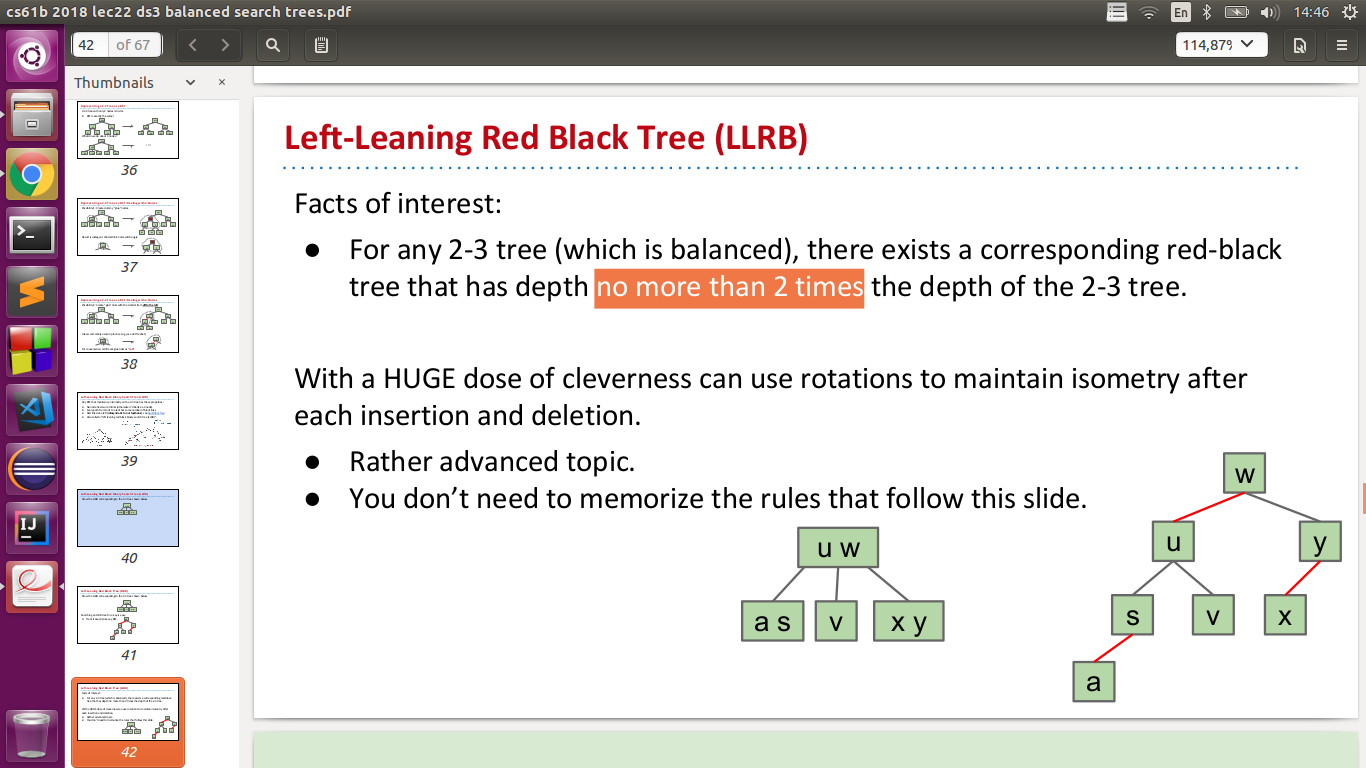 cs61b 2018 lec22 ds3 balanced search trees.pdf
En
14:46
42 of 67
114,87%
Thumbnails
36
37
38
39
40
41
42
Left-Leaning Red Black Tree (LLRB)
Facts of interest:
● For any 2-3 tree (which is balanced), there exists a corresponding red-black
tree that has depth no more than 2 times the depth of the 2-3 tree.
With a HUGE dose of cleverness can use rotations to maintain isometry after
each insertion and deletion.
● Rather advanced topic.
● You don’t need to memorize the rules that follow this slide.
u w
a s
v
x y
w
u
y
s
v
x
a
IJ